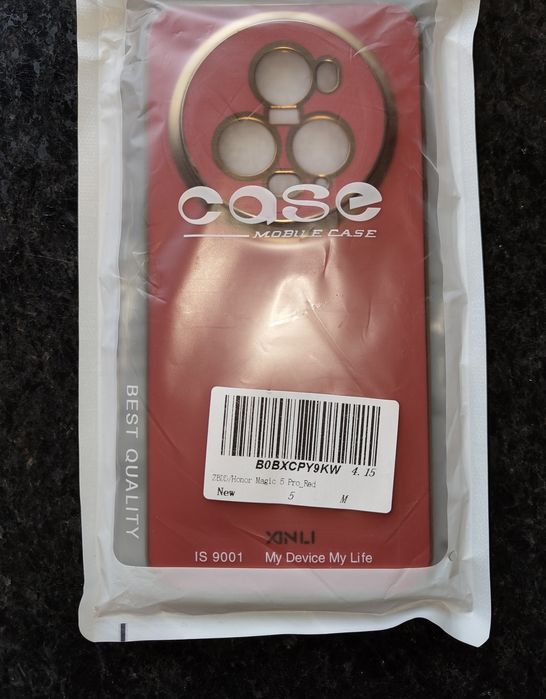 case
MOBILE CASE
BEST QUALITY
B0BXCPY9KW 4.15
ZBDD/Honor Magic 5 Pro_Red
New 5 M
XINLI
IS 9001 My Device My Life